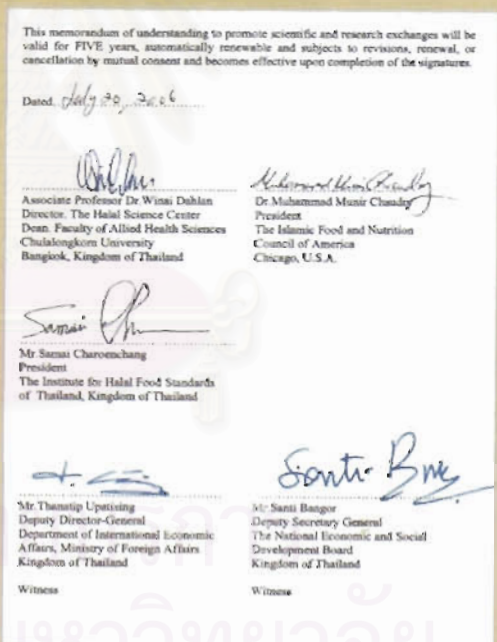 This memorandum of understanding to promote scientific and research exchanges will be
valid for FIVE years, automatically renewable and subjects to revisions, renewal, or
cancellation by mutual consent and becomes effective upon completion of the signatures.
Dated. July 20, 2006
Associate Professor Dr.Winai Dahlan
Director, The Halal Science Center
Dean, Faculty of Allied Health Sciences
Chulalongkorn University
Bangkok, Kingdom of Thailand
Dr.Muhammad Munir Chaudry
President
The Islamic Food and Nutrition
Council of America
Chicago, U.S.A.
Samai
Mr.Samai Charoenchang
President
The Institute for Halal Food Standards
of Thailand, Kingdom of Thailand
Mr.Thanatip Upatising
Deputy Director-General
Department of International Economic
Affairs, Ministry of Foreign Affairs
Kingdom of Thailand
Witness
Santi
Mr. Santi Bangor
Deputy Secretary General
The National Economic and Social
Development Board
Kingdom of Thailand
Witness